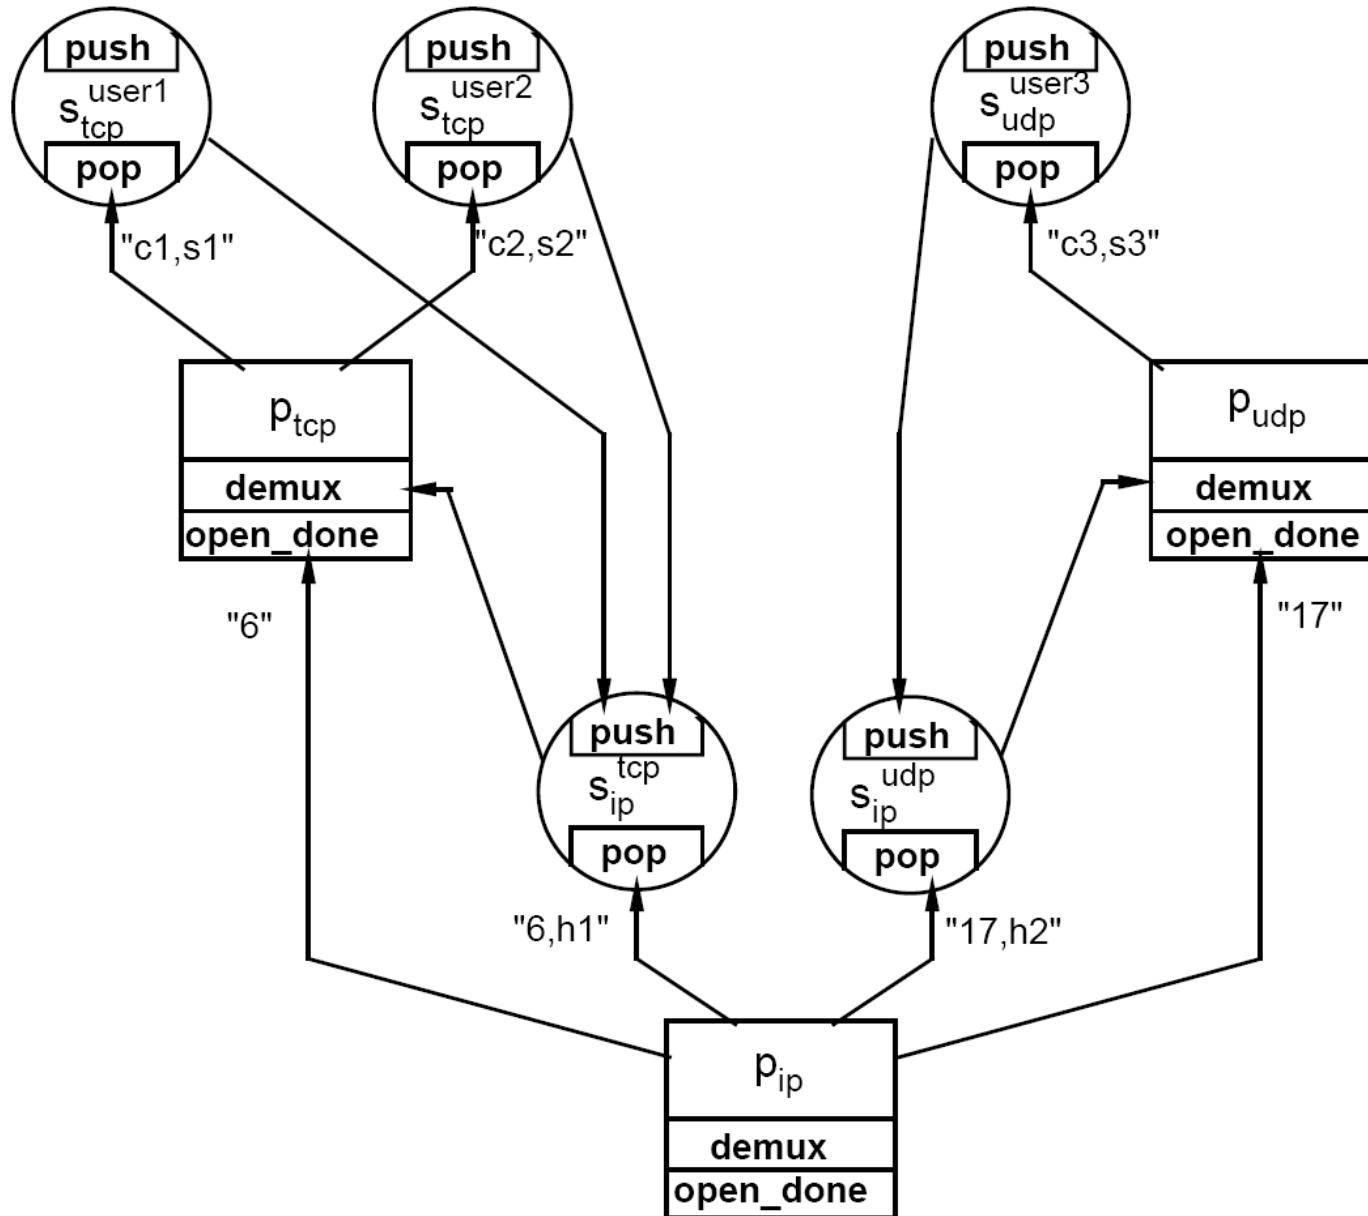 push push push
s tcp user1 s tcp user2 s udp user3
pop pop pop
"c1,s1" "c2,s2" "c3,s3"
p tcp p udp
demux demux
open_done open_done
"6" "17"
push push
s ip tcp s ip udp
pop pop
"6,h1" "17,h2"
p ip
demux
open_done